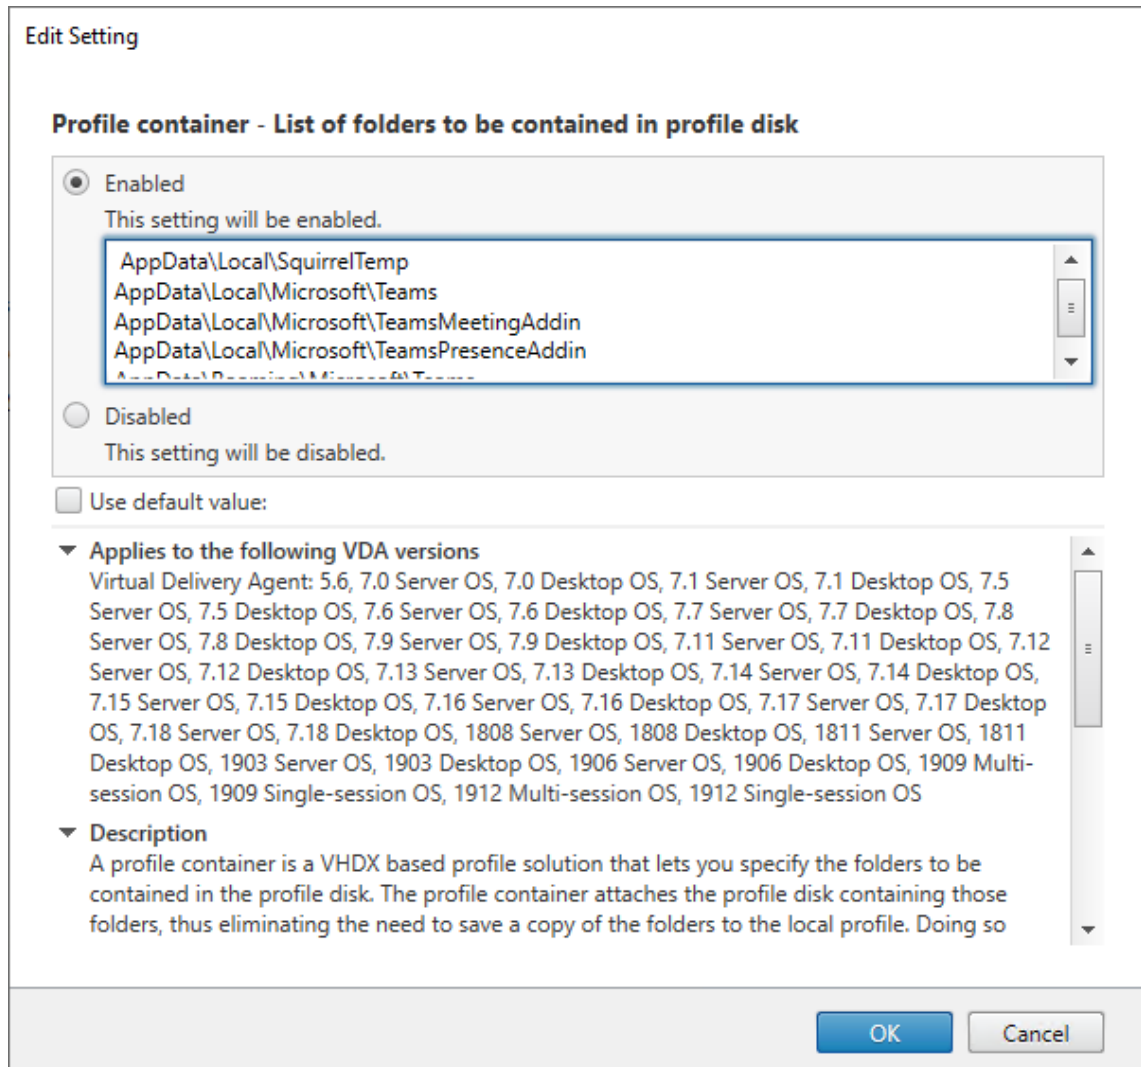 Edit Setting
Profile container - List of folders to be contained in profile disk
Enabled
This setting will be enabled.
AppData\Local\SquirrelTemp
AppData\Local\Microsoft\Teams
AppData\Local\Microsoft\TeamsMeetingAddin
AppData\Local\Microsoft\TeamsPresenceAddin
AppData\Roaming\Microsoft\Teams
Disabled
This setting will be disabled.
Use default value:
Applies to the following VDA versions
Virtual Delivery Agent: 5.6, 7.0 Server OS, 7.0 Desktop OS, 7.1 Server OS, 7.1 Desktop OS, 7.5
Server OS, 7.5 Desktop OS, 7.6 Server OS, 7.6 Desktop OS, 7.7 Server OS, 7.7 Desktop OS, 7.8
Server OS, 7.8 Desktop OS, 7.9 Server OS, 7.9 Desktop OS, 7.11 Server OS, 7.11 Desktop OS, 7.12
Server OS, 7.12 Desktop OS, 7.13 Server OS, 7.13 Desktop OS, 7.14 Server OS, 7.14 Desktop OS,
7.15 Server OS, 7.15 Desktop OS, 7.16 Server OS, 7.16 Desktop OS, 7.17 Server OS, 7.17 Desktop
OS, 7.18 Server OS, 7.18 Desktop OS, 1808 Server OS, 1808 Desktop OS, 1811 Server OS, 1811
Desktop OS, 1903 Server OS, 1903 Desktop OS, 1906 Server OS, 1906 Desktop OS, 1909 Multi-
session OS, 1909 Single-session OS, 1912 Multi-session OS, 1912 Single-session OS
Description
A profile container is a VHDX based profile solution that lets you specify the folders to be
contained in the profile disk. The profile container attaches the profile disk containing those
folders, thus eliminating the need to save a copy of the folders to the local profile. Doing so
OK
Cancel